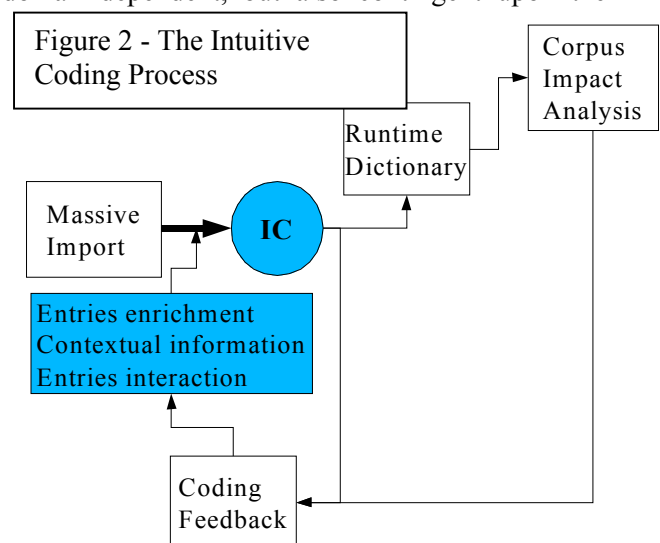 Figure 2 - The Intuitive
Coding Process
Corpus
Impact
Analysis
Runtime
Dictionary
Massive
Import
IC
Entries enrichment
Contextual information
Entries interaction
Coding
Feedback